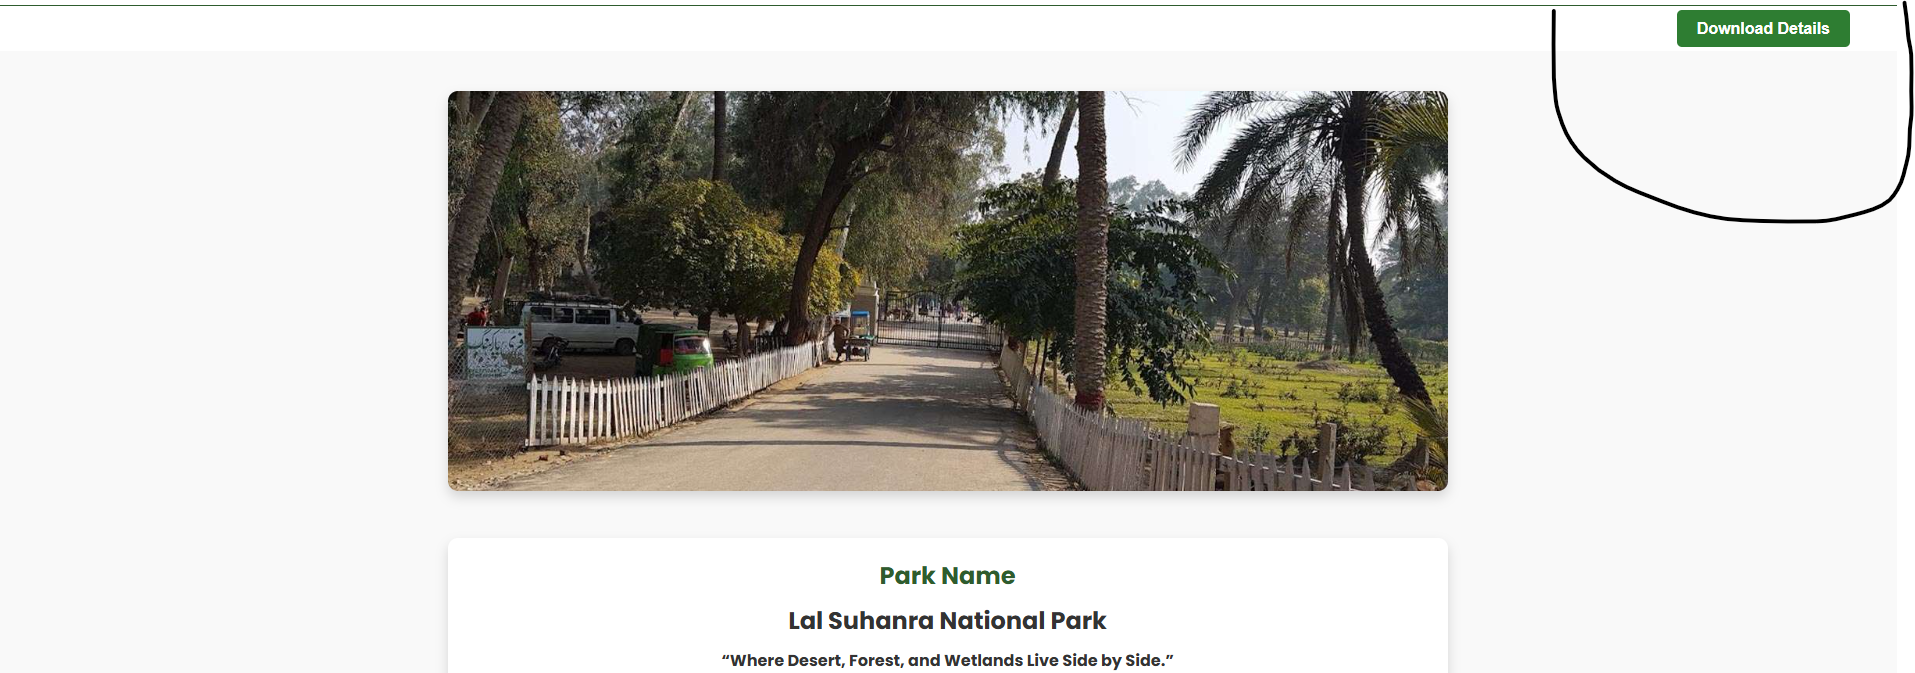 Download Details
Park Name
Lal Suhanra National Park
“Where Desert, Forest, and Wetlands Live Side by Side.”